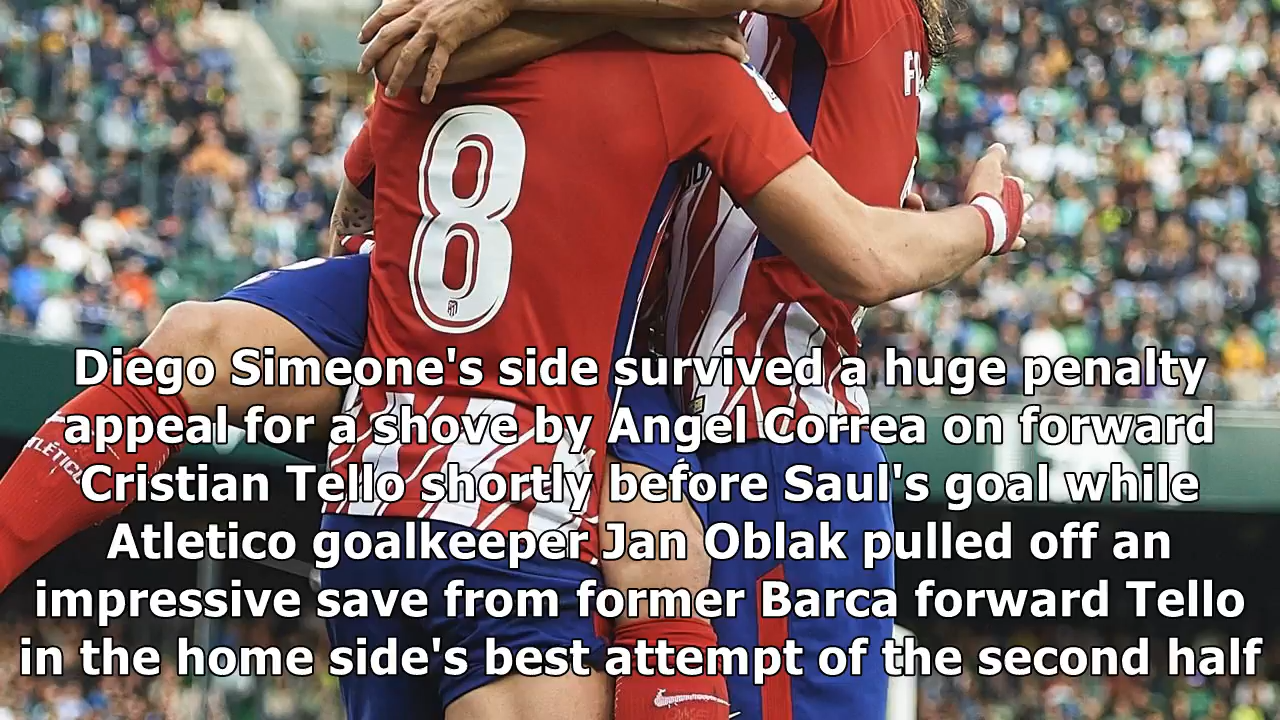 8
Diego Simeone's side survived a huge penalty
appeal for a shove by Angel Correa on forward
Cristian Tello shortly before Saul's goal while
Atletico goalkeeper Jan Oblak pulled off an
impressive save from former Barca forward Tello
in the home side's best attempt of the second half